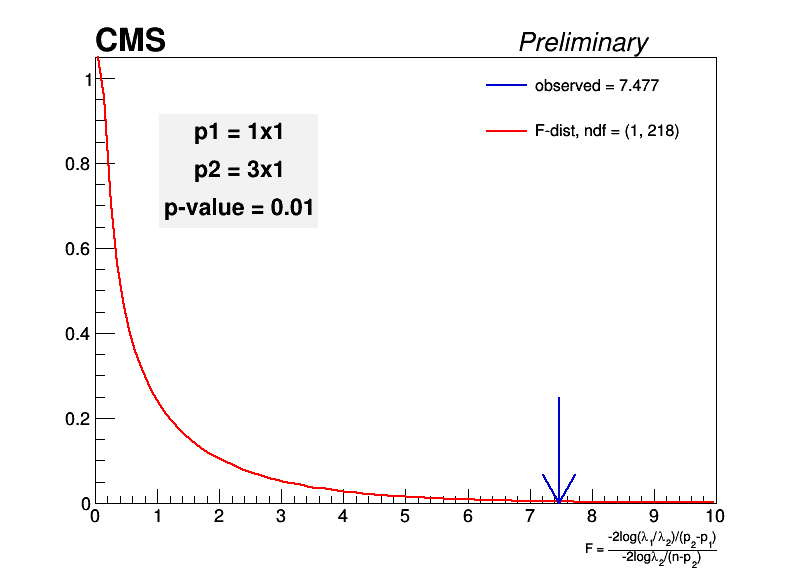 CMS Preliminary
observed = 7.477
F-dist, ndf = (1, 218)
p1 = 1x1
p2 = 3x1
p-value = 0.01
1
0.8
0.6
0.4
0.2
0
0 1 2 3 4 5 6 7 8 9 10
F = -2log(λ1/λ2)/(p2-p1)
-2logλ2/(n-p2)